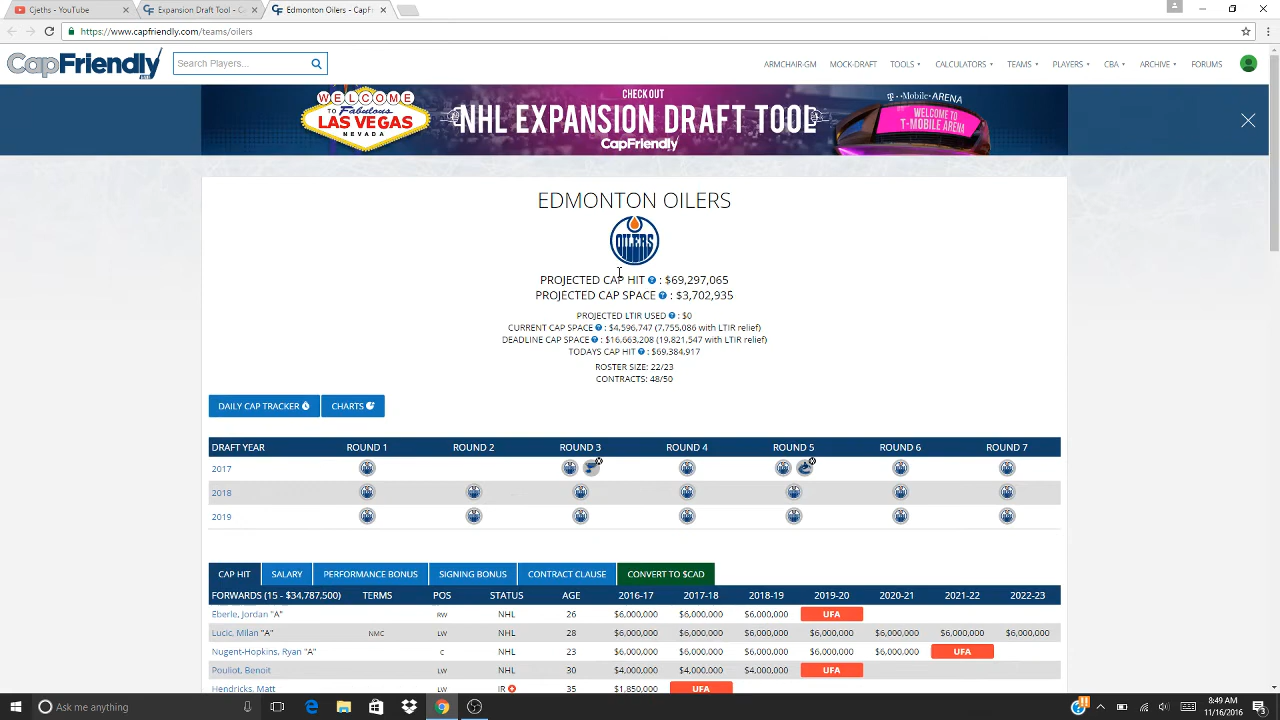 Cjeths - YouTube
Expansion Draft Tool - C
Edmonton Oilers - CapF
https://www.capfriendly.com/teams/oilers
CapFriendly
Search Players...
ARMCHAIR-GM MOCK-DRAFT TOOLS CALCULATORS TEAMS PLAYERS CBA ARCHIVE FORUMS
WELCOME
TO Fabulous
LAS VEGAS
NEVADA
CHECK OUT
NHL EXPANSION DRAFT TOOL
CapFriendly
T··Mobile·ARENA
WELCOME TO
T-MOBILE ARENA
EDMONTON OILERS
OILERS
PROJECTED CAP HIT ? : $69,297,065
PROJECTED CAP SPACE ? : $3,702,935
PROJECTED LTIR USED ? : $0
CURRENT CAP SPACE ? : $4,596,747 (7,755,086 with LTIR relief)
DEADLINE CAP SPACE ? : $16,663,208 (19,821,547 with LTIR relief)
TODAYS CAP HIT ? : $69,384,917
ROSTER SIZE: 22/23
CONTRACTS: 48/50
DAILY CAP TRACKER CHARTS
DRAFT YEAR ROUND 1 ROUND 2 ROUND 3 ROUND 4 ROUND 5 ROUND 6 ROUND 7
2017
2018
2019
CAP HIT SALARY PERFORMANCE BONUS SIGNING BONUS CONTRACT CLAUSE CONVERT TO $CAD
FORWARDS (15 - $34,787,500) TERMS POS STATUS AGE 2016-17 2017-18 2018-19 2019-20 2020-21 2021-22 2022-23
Eberle, Jordan "A" RW NHL 26 $6,000,000 $6,000,000 $6,000,000 UFA
Lucic, Milan "A" NMC LW NHL 28 $6,000,000 $6,000,000 $6,000,000 $6,000,000 $6,000,000 $6,000,000 $6,000,000
Nugent-Hopkins, Ryan "A" C NHL 23 $6,000,000 $6,000,000 $6,000,000 $6,000,000 $6,000,000 UFA
Pouliot, Benoit LW NHL 30 $4,000,000 $4,000,000 $4,000,000 UFA
Hendricks, Matt LW IR 35 $1,850,000 UFA
Ask me anything
8:49 AM
11/16/2016